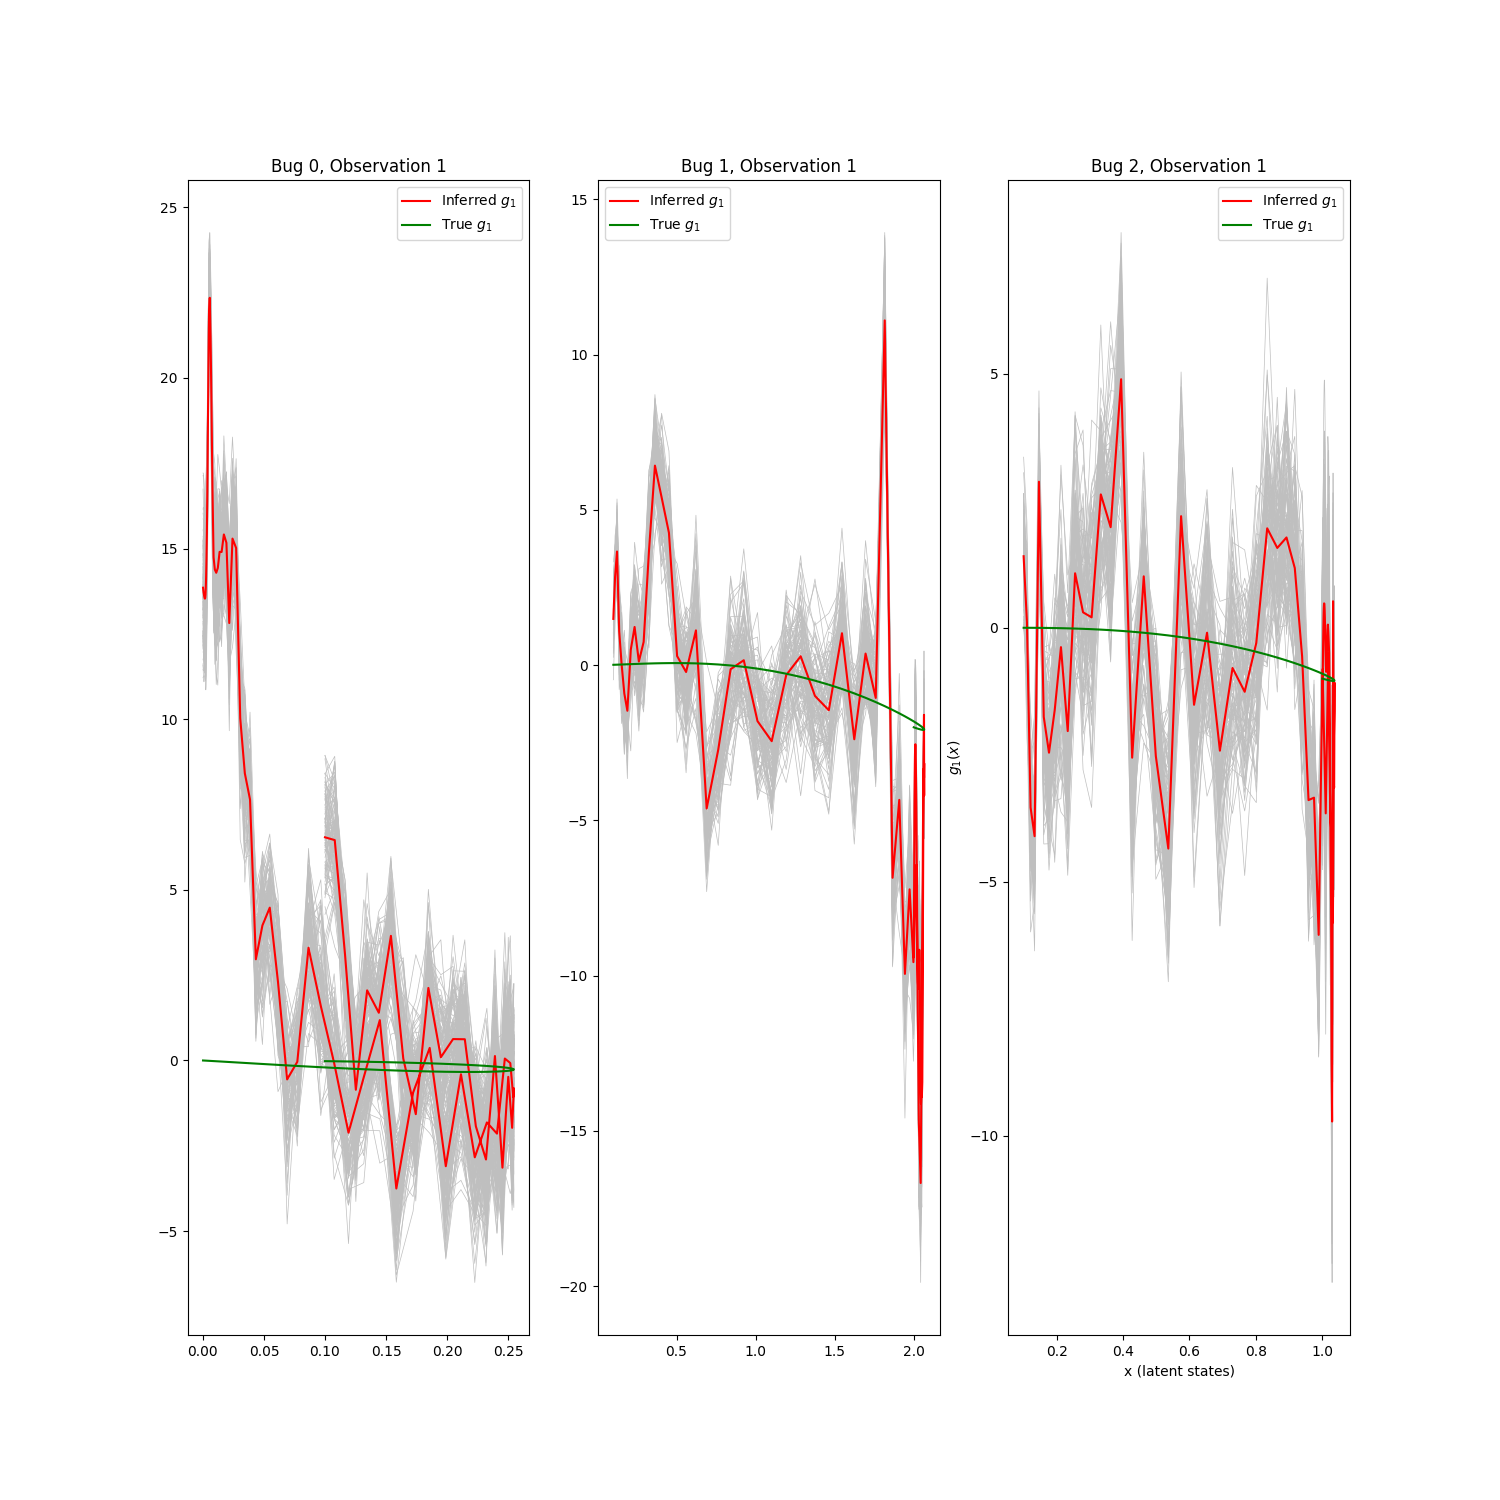 Bug 0, Observation 1
Inferred g₁
True g₁
25
20
15
10
5
0
−5
0.00 0.05 0.10 0.15 0.20 0.25
Bug 1, Observation 1
Inferred g₁
True g₁
15
10
5
0
−5
−10
−15
−20
0.5 1.0 1.5 2.0
Bug 2, Observation 1
Inferred g₁
True g₁
g₁(x)
5
0
−5
−10
0.2 0.4 0.6 0.8 1.0
x (latent states)